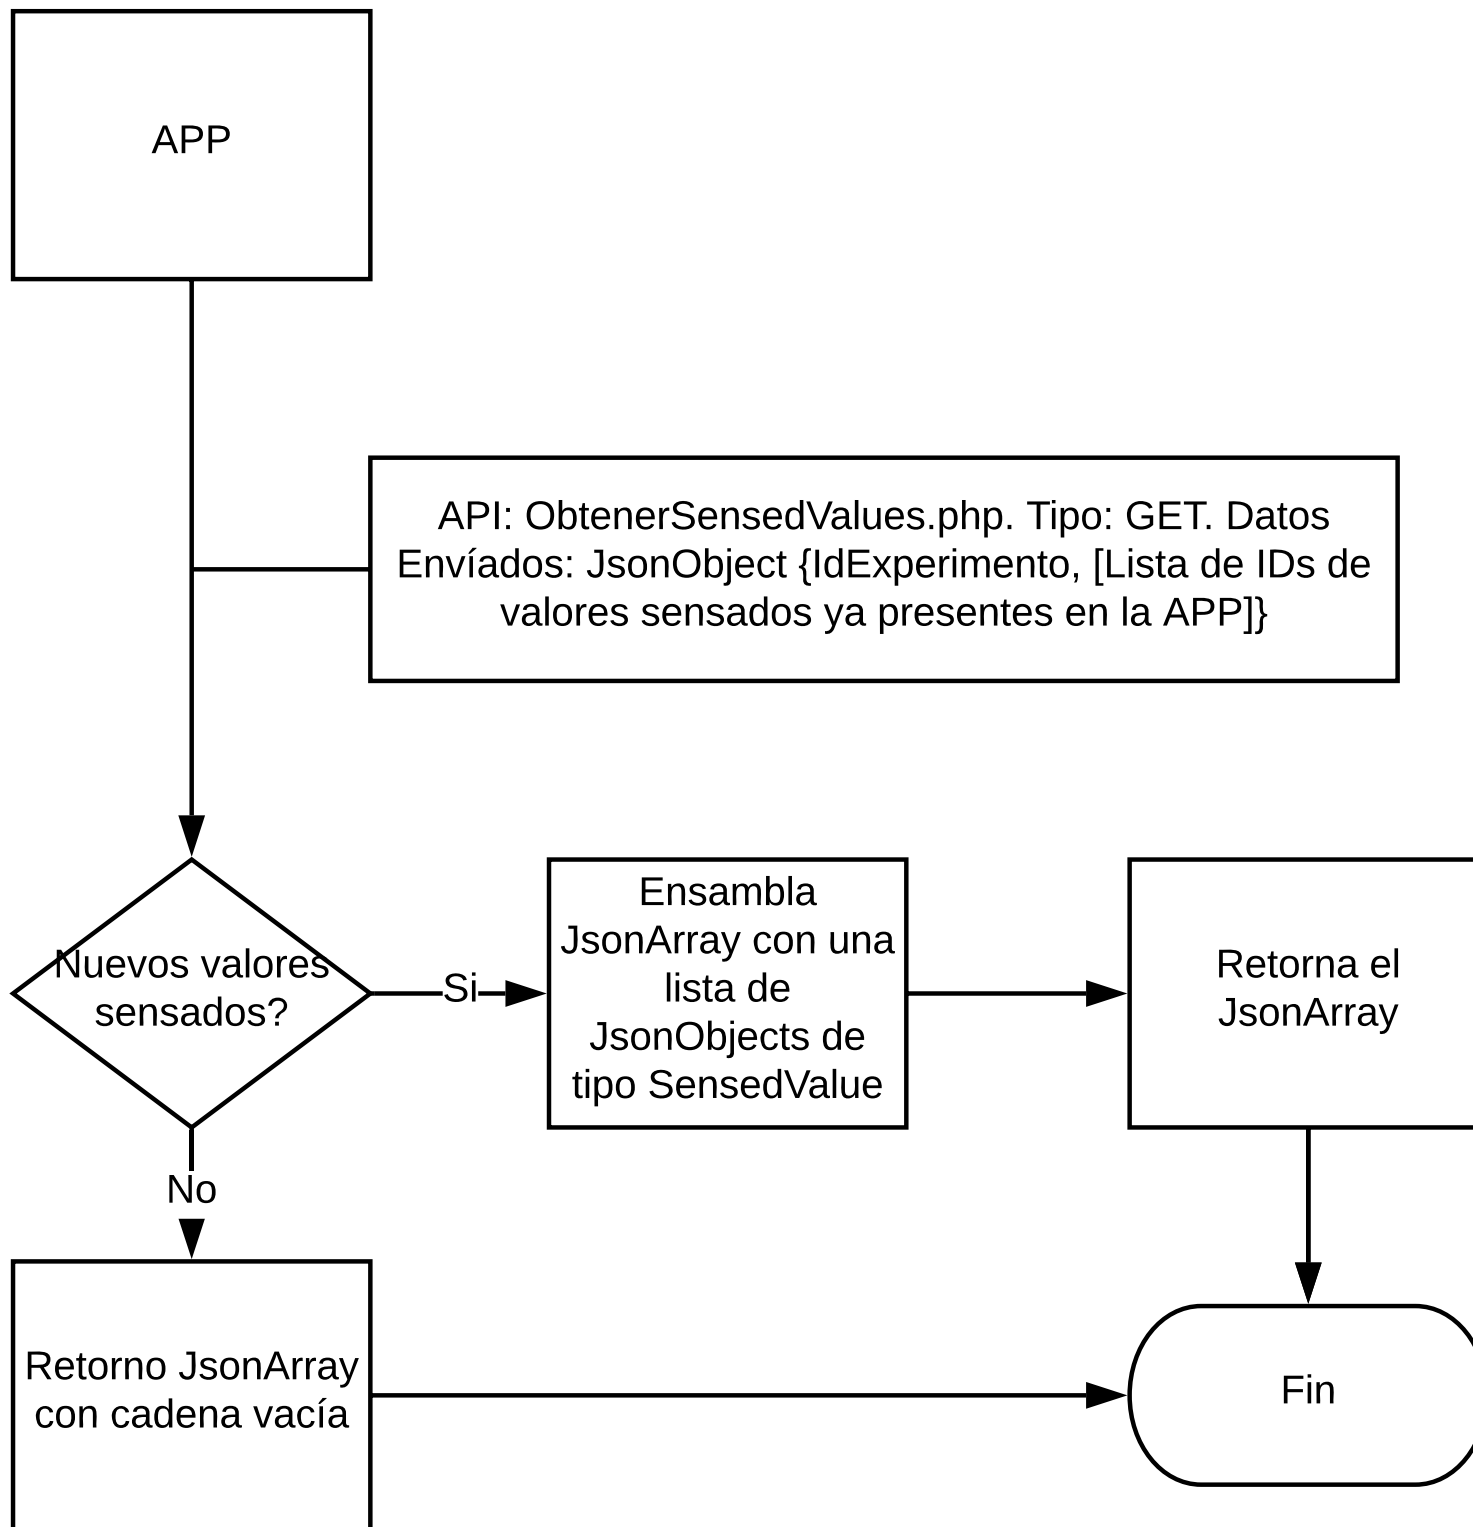 APP
API: ObtenerSensedValues.php. Tipo: GET. Datos
Envíados: JsonObject {IdExperimento, [Lista de IDs de
valores sensados ya presentes en la APP]}
Nuevos valores
sensados?
Si
Ensambla
JsonArray con una
lista de
JsonObjects de
tipo SensedValue
Retorna el
JsonArray
No
Retorno JsonArray
con cadena vacía
Fin